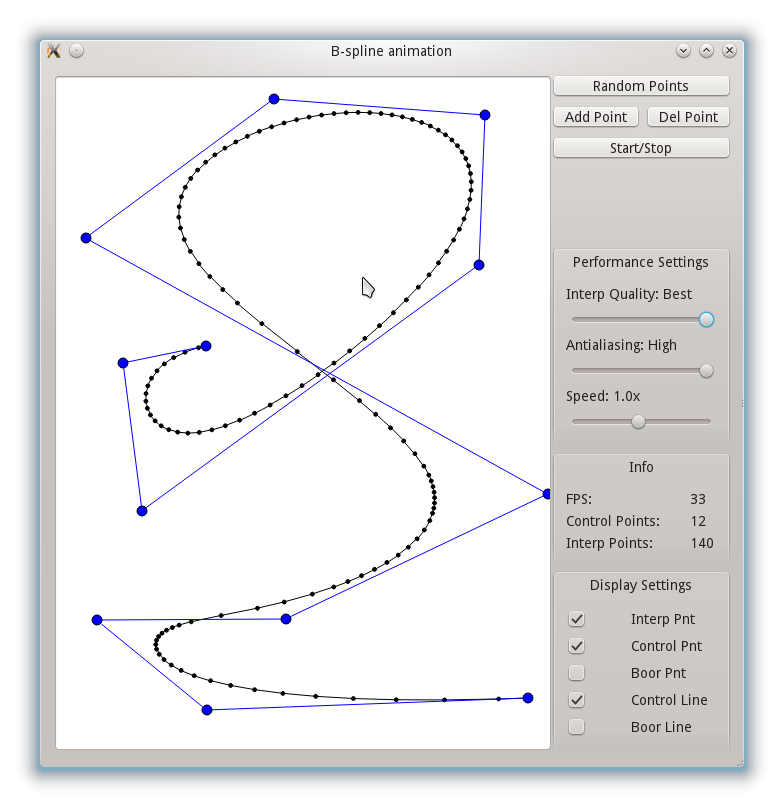 B-spline animation
Random Points
Add Point Del Point
Start/Stop
Performance Settings
Interp Quality: Best
Antialiasing: High
Speed: 1.0x
Info
FPS: 33
Control Points: 12
Interp Points: 140
Display Settings
Interp Pnt
Control Pnt
Boor Pnt
Control Line
Boor Line